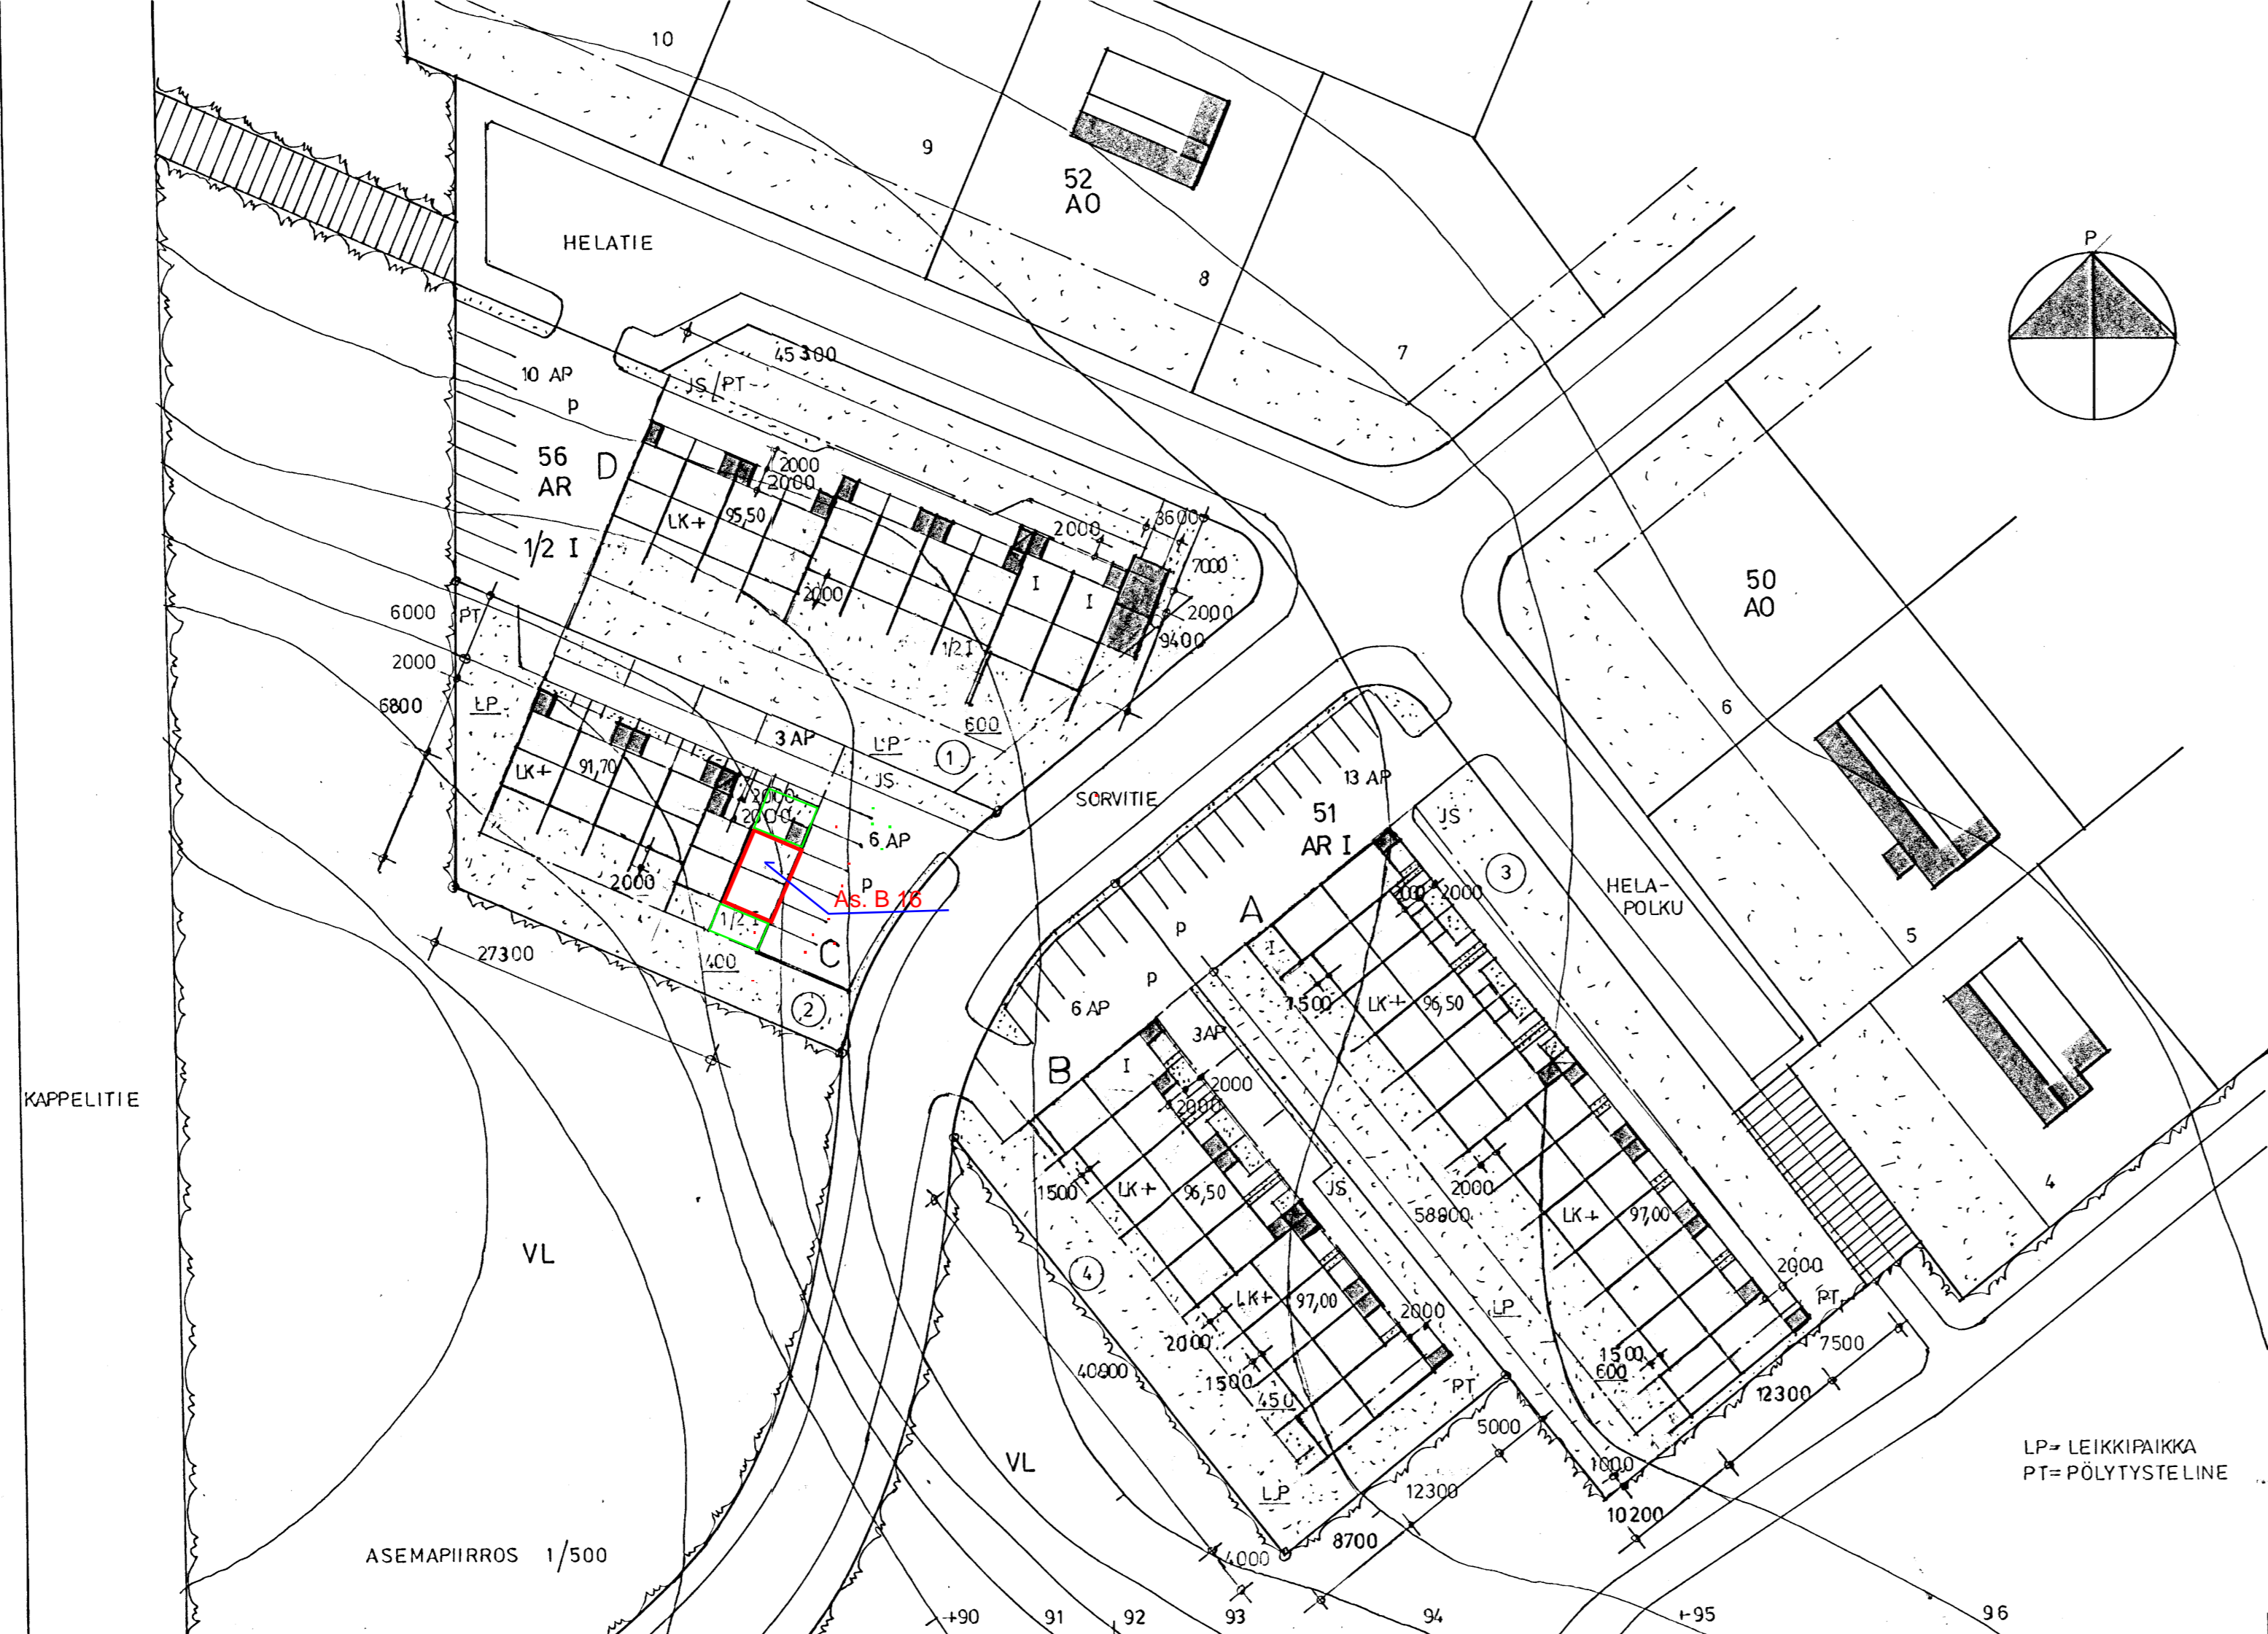 10
9
52
AO
P
HELATIE
8
7
45300
10 AP
JS/PT
P
56
AR
D
2000
2000
LK+
95,50
2000
3600
1/2 I
7000
I
I
50
AO
2000
6000
PT
2000
9400
1/2 I
2000
6800
LP
600
6
3 AP
LP
1
LK+
91,70
JS
13 AP
2000
2000
SORVITIE
51
AR I
JS
6 AP
3
2000
P
HELA-
POLKU
2000
As. B 16
A
1/2 I
P
5
C
I
27300
400
P
1500
LK+
96,50
2
6 AP
3 AP
B
I
2000
KAPPELITIE
2000
1500
LK+
96,50
JS
2000
4
58800
LK+
97,00
VL
4
2000
LK+
97,00
2000
LP
PT
2100
7500
40800
1500
1500
600
450
PT
12300
5000
LP= LEIKKIPAIKKA
PT= PÖLYTYSTELINE
VL
1000
LP
12300
10200
8700
ASEMAPIIRROS 1/500
4000
+90
91
92
93
94
+95
96